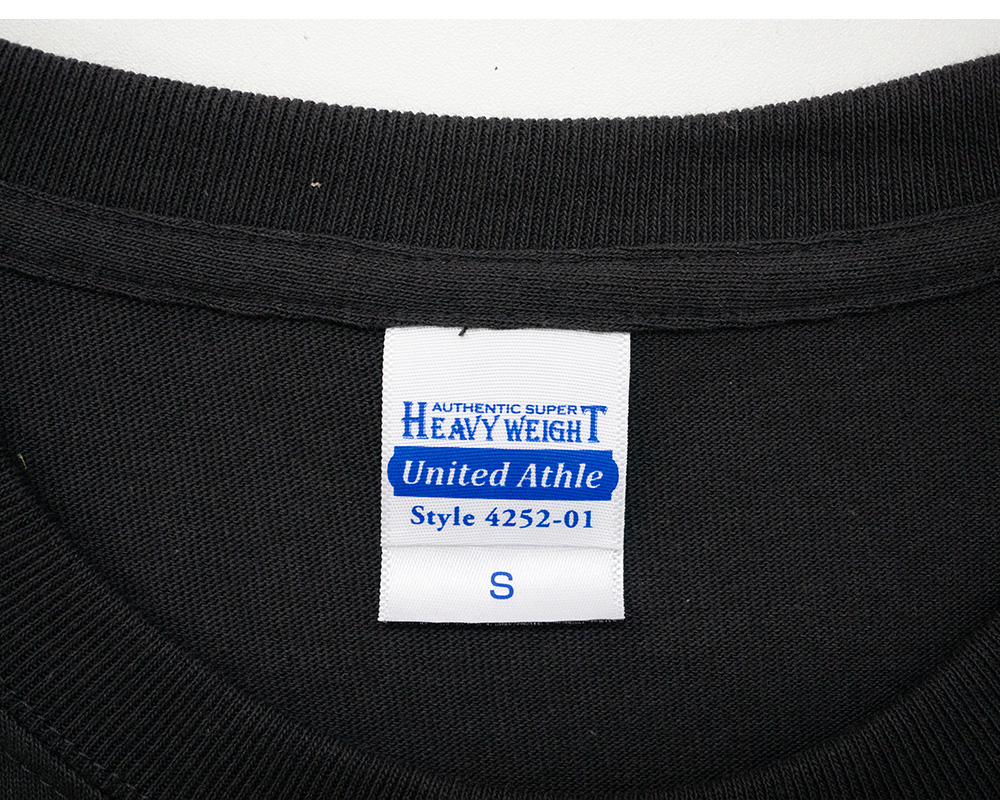 AUTHENTIC SUPER
HEAVY WEIGHT
United Athle
Style 4252-01
S